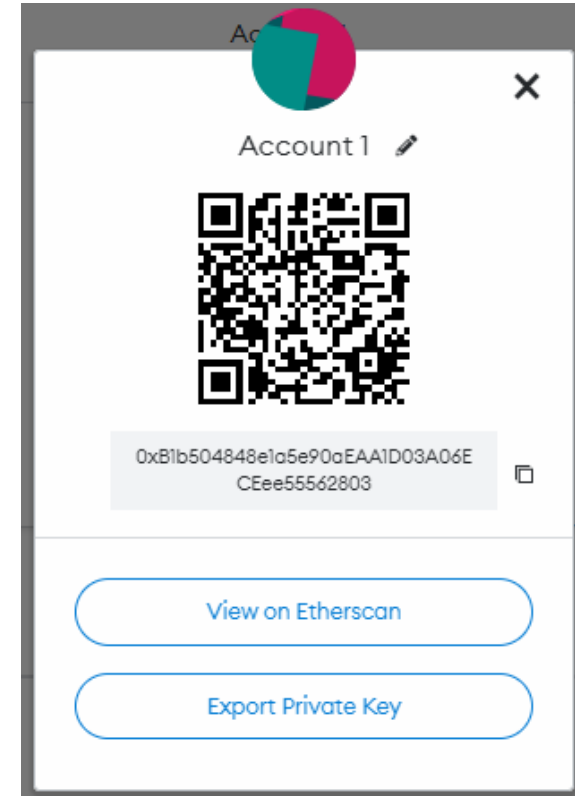 Account 1
0xB1b504848e1a5e90aEAA1D03A06E
CEee55562803
View on Etherscan
Export Private Key